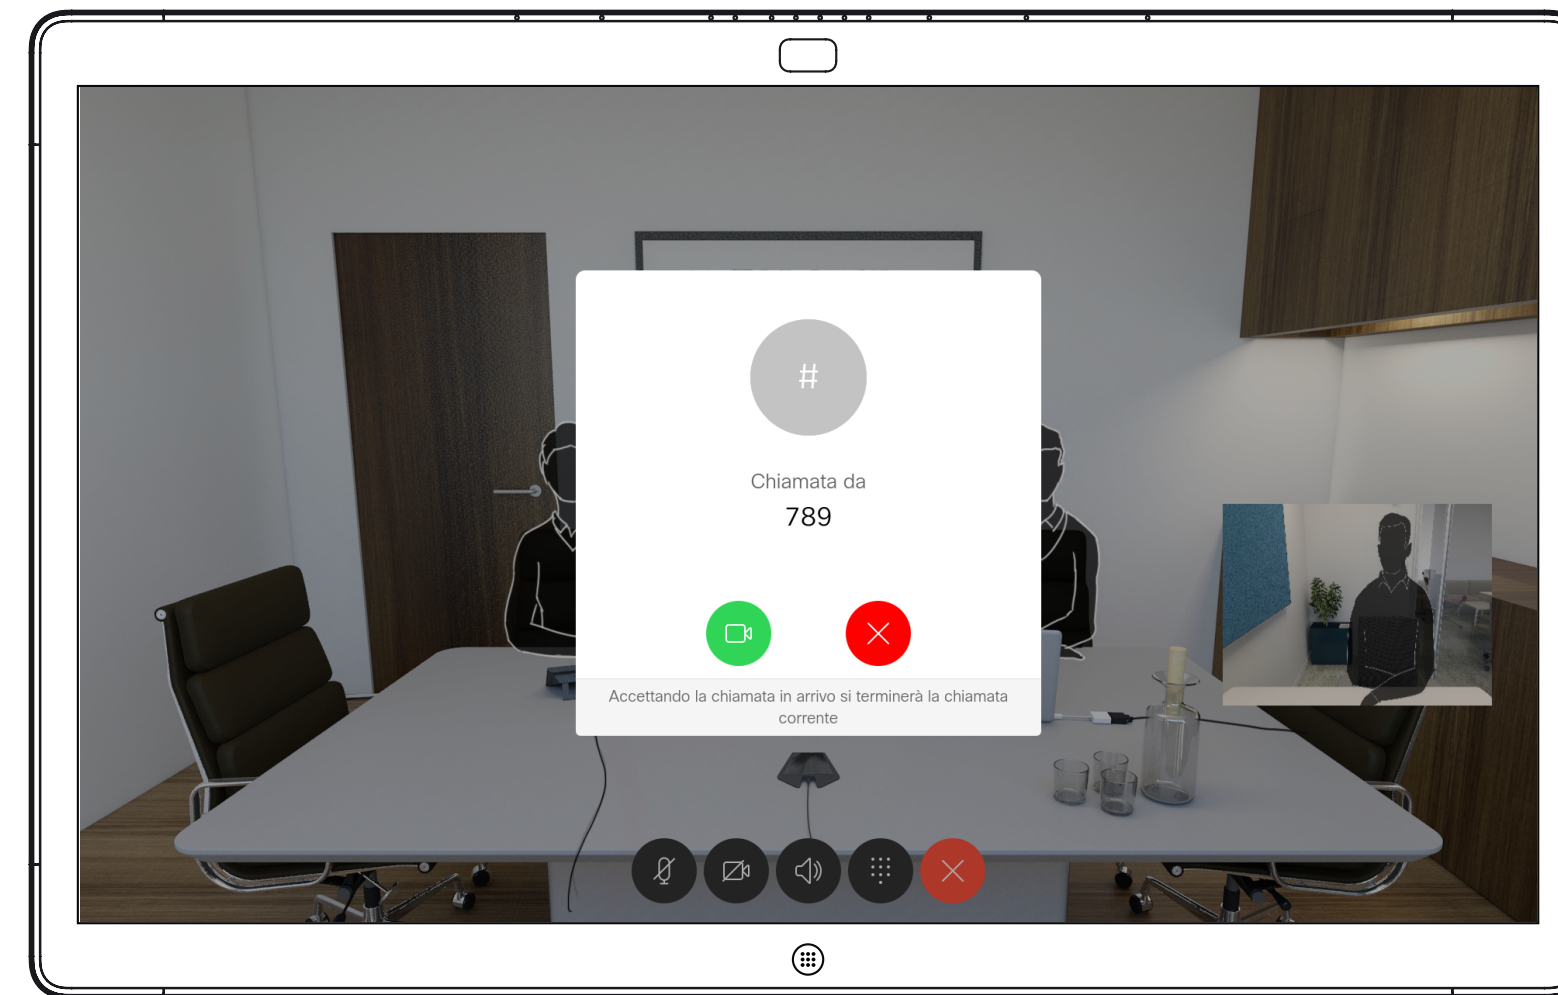 #
Chiamata da
789
Accettando la chiamata in arrivo si terminerà la chiamata
corrente